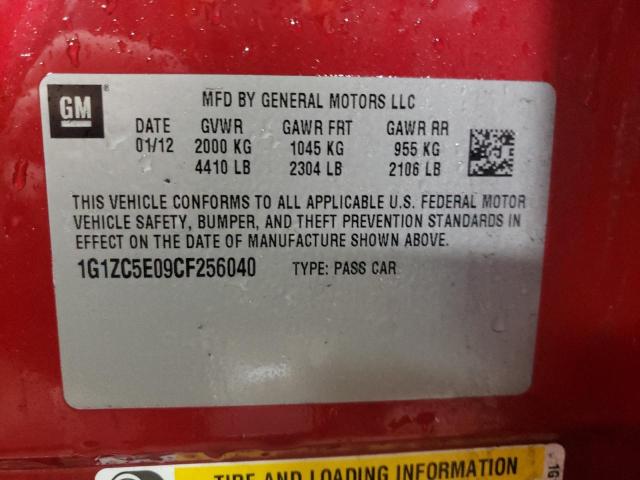 GM ®
MFD BY GENERAL MOTORS LLC
DATE GVWR GAWR FRT GAWR RR
01/12 2000 KG 1045 KG 955 KG
4410 LB 2304 LB 2106 LB
THIS VEHICLE CONFORMS TO ALL APPLICABLE U.S. FEDERAL MOTOR
VEHICLE SAFETY, BUMPER, AND THEFT PREVENTION STANDARDS IN
EFFECT ON THE DATE OF MANUFACTURE SHOWN ABOVE.
1G1ZC5E09CF256040 TYPE: PASS CAR
TIRE AND LOADING INFORMATION
1G